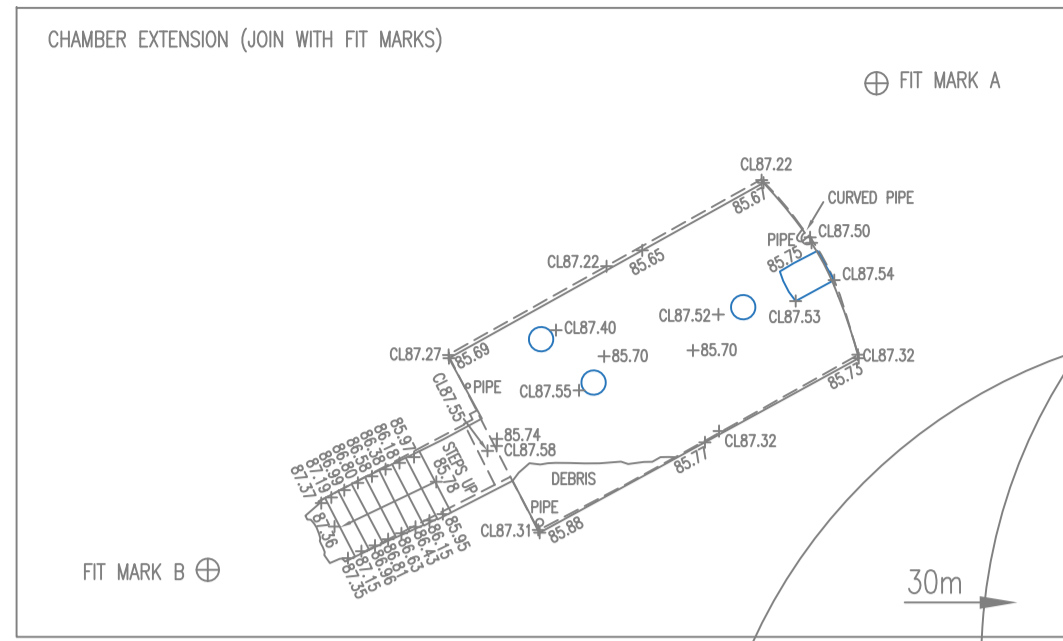 CHAMBER EXTENSION (JOIN WITH FIT MARKS)
FIT MARK A
CL87.22
85.67
CURVED PIPE
PIPE
CL87.50
85.75
CL87.54
CL87.53
CL87.22
85.65
CL87.52
CL87.40
85.70
85.70
CL87.27
85.69
CL87.32
85.73
CL87.55
PIPE
CL87.55
85.74
CL87.58
CL87.32
85.77
DEBRIS
PIPE
CL87.31
85.88
STEPS UP
85.78
85.97
86.18
86.38
86.58
86.80
86.99
87.19
87.37
87.36
85.95
86.15
86.43
86.63
86.81
86.96
87.15
87.35
FIT MARK B
30m